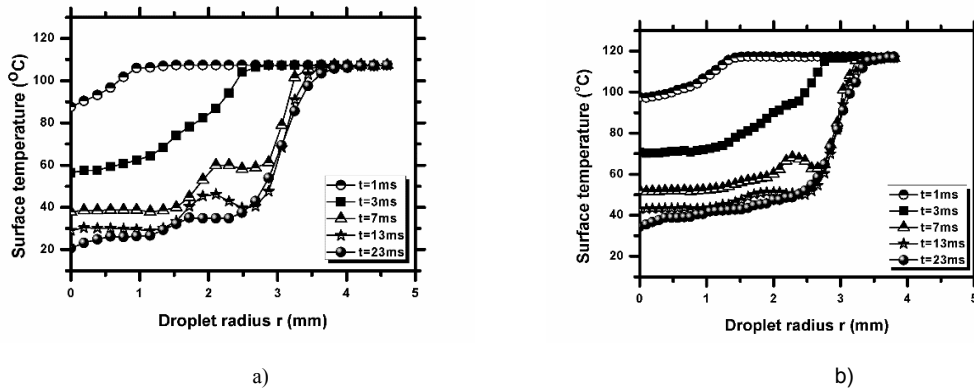 120
100
80
60
40
20
Surface temperature (°C)
0
1
2
3
4
5
Droplet radius r (mm)
t=1ms
t=3ms
t=7ms
t=13ms
t=23ms
a)
120
100
80
60
40
20
Surface temperature (°C)
0
1
2
3
4
5
Droplet radius r (mm)
t=1ms
t=3ms
t=7ms
t=13ms
t=23ms
b)